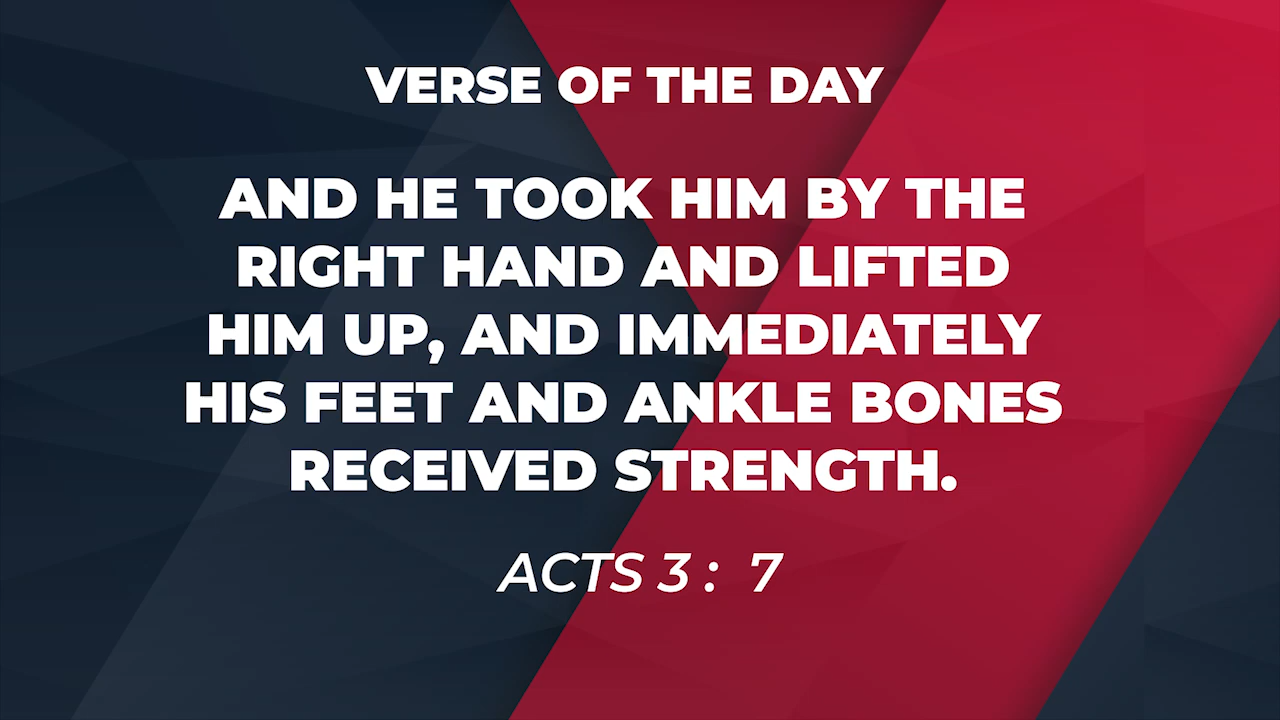 VERSE OF THE DAY
AND HE TOOK HIM BY THE
RIGHT HAND AND LIFTED
HIM UP, AND IMMEDIATELY
HIS FEET AND ANKLE BONES
RECEIVED STRENGTH.
ACTS 3 : 7